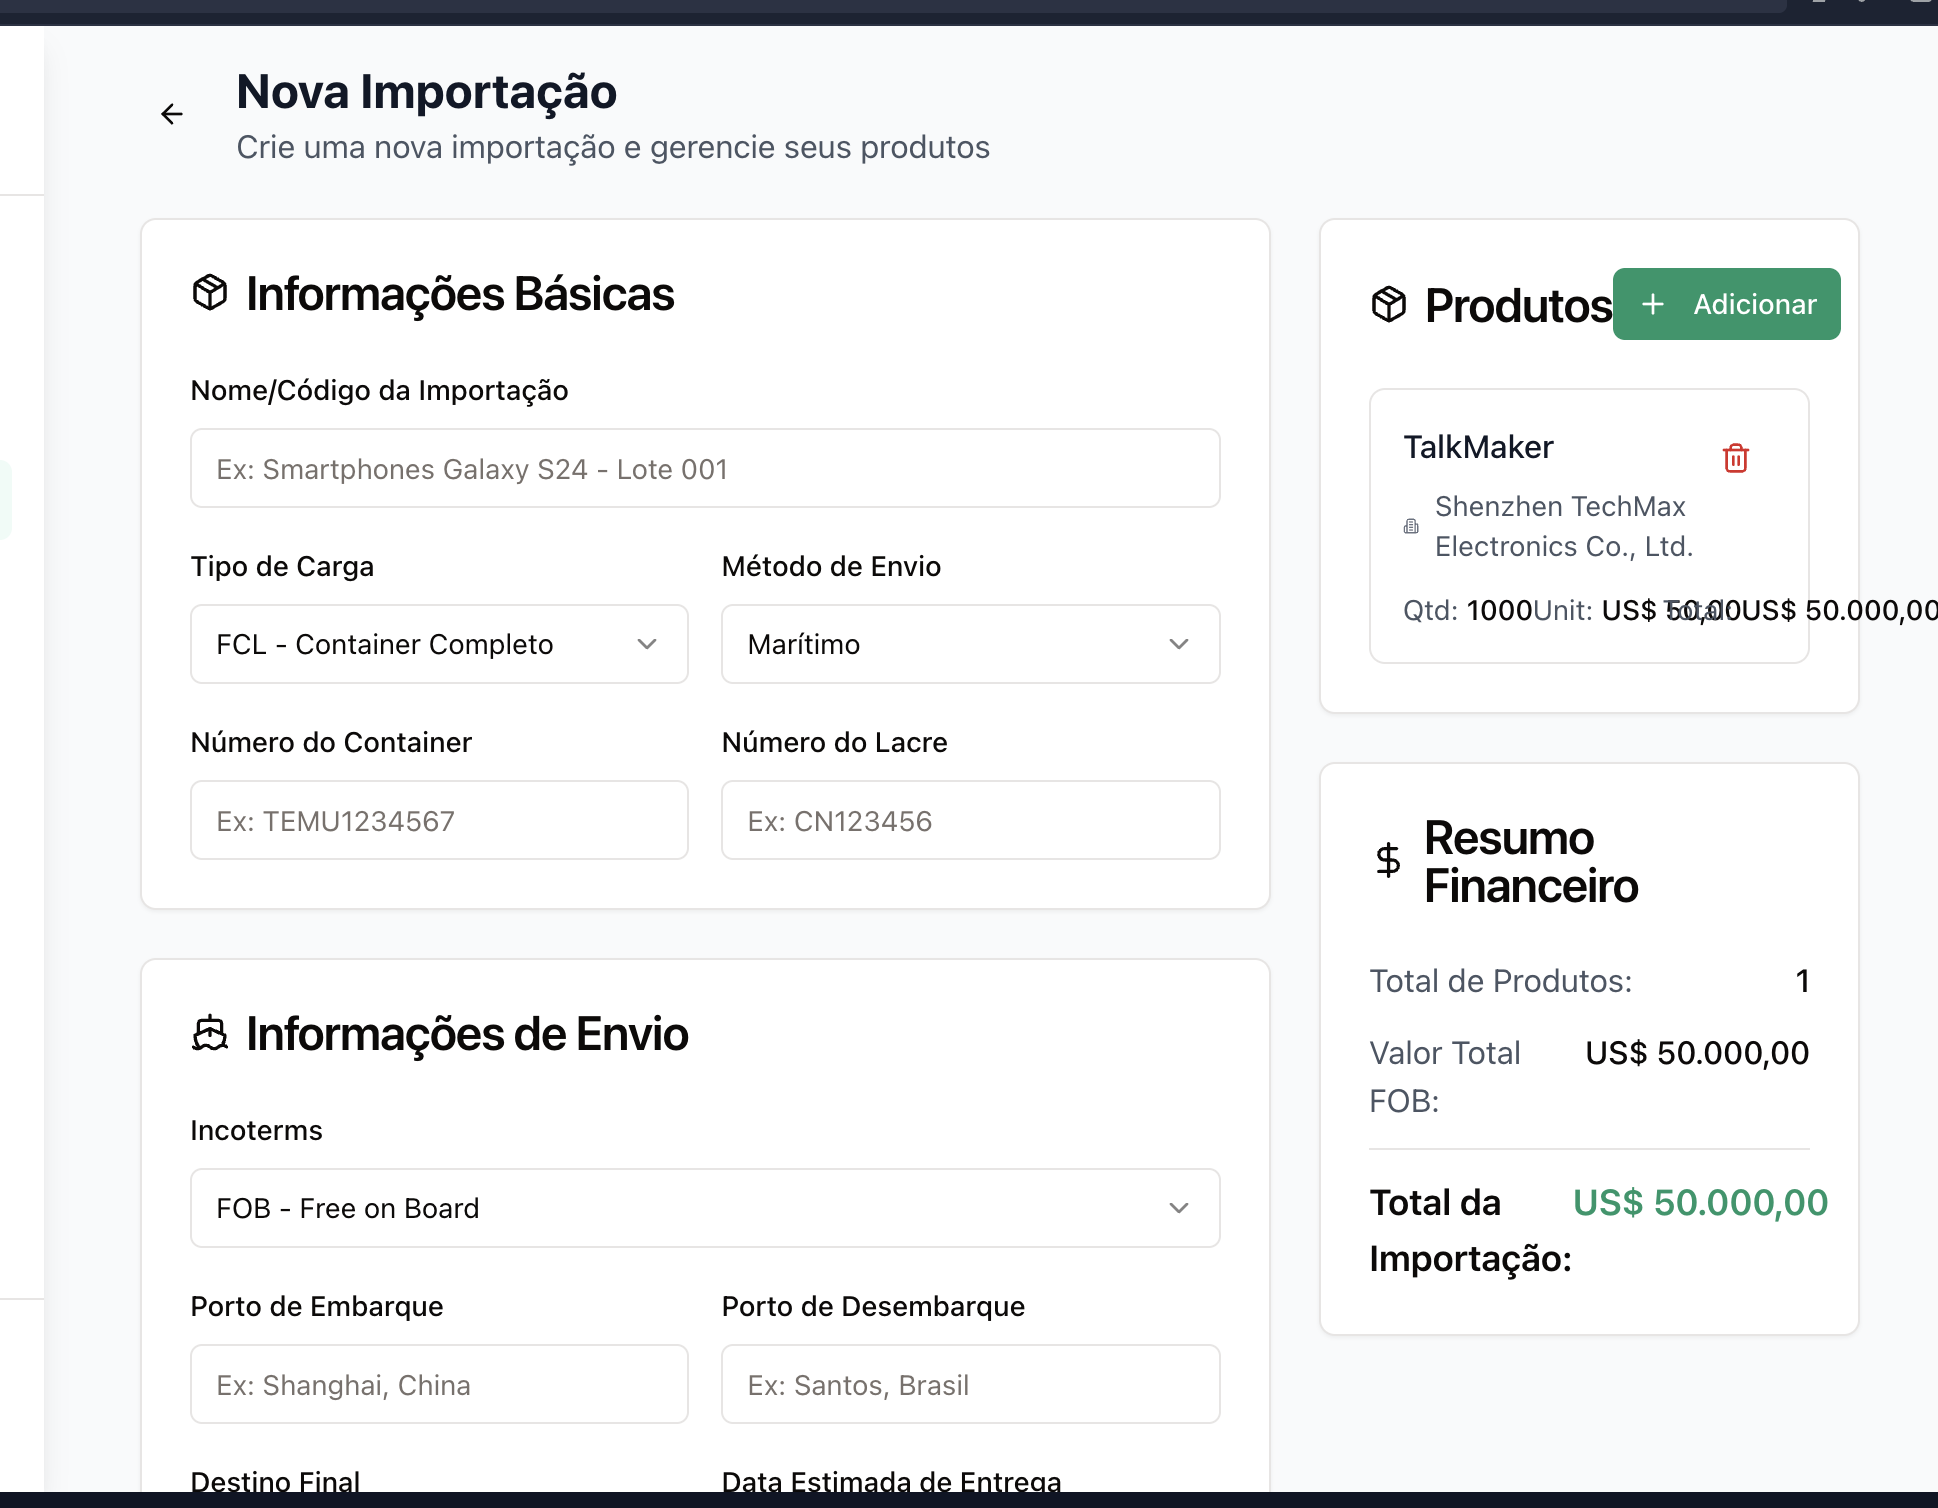 Nova Importação
Crie uma nova importação e gerencie seus produtos
Informações Básicas
Nome/Código da Importação
Ex: Smartphones Galaxy S24 - Lote 001
Tipo de Carga
Método de Envio
FCL - Container Completo
Marítimo
Número do Container
Número do Lacre
Ex: TEMU1234567
Ex: CN123456
Informações de Envio
Incoterms
FOB - Free on Board
Porto de Embarque
Porto de Desembarque
Ex: Shanghai, China
Ex: Santos, Brasil
Destino Final
Data Estimada de Entrega
Produtos
Adicionar
TalkMaker
Shenzhen TechMax
Electronics Co., Ltd.
Qtd: 1000 Unit: US$ 50,00 Total: US$ 50.000,00
Resumo
Financeiro
Total de Produtos: 1
Valor Total US$ 50.000,00
FOB:
Total da US$ 50.000,00
Importação: